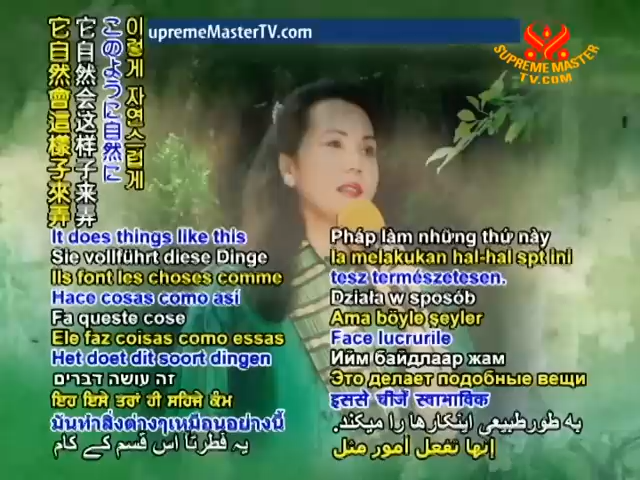 upremeMasterTV.com
SUPREME MASTER
TV.COM
它自然會這樣子來弄
它自然会这样子来弄
このように自然に
이렇게 자연스럽게
It does things like this
Sie vollführt diese Dinge
Ils font les choses comme
Hace cosas como así
Fa queste cose
Ele faz coisas como essas
Het doet dit soort dingen
זה עושה דברים
ਇਹ ਇਸੇ ਤਰਾਂ ਹੀ ਸਹਿਜੇ ਕੰਮ
มันทำสิ่งต่างๆเหมือนอย่างนี้
یہ فطرتاً اس قسم کے کام
Pháp làm những thứ này
Ia melakukan hal-hal spt ini
tesz természetesen.
Działa w sposób
Ama böyle şeyler
Face lucrurile
Ийм байдлаар жам
Это делает подобные вещи
इससे चीजें स्वाभाविक
به طورطبیعی اینکارها را میکند.
إنها تفعل أمور مثل